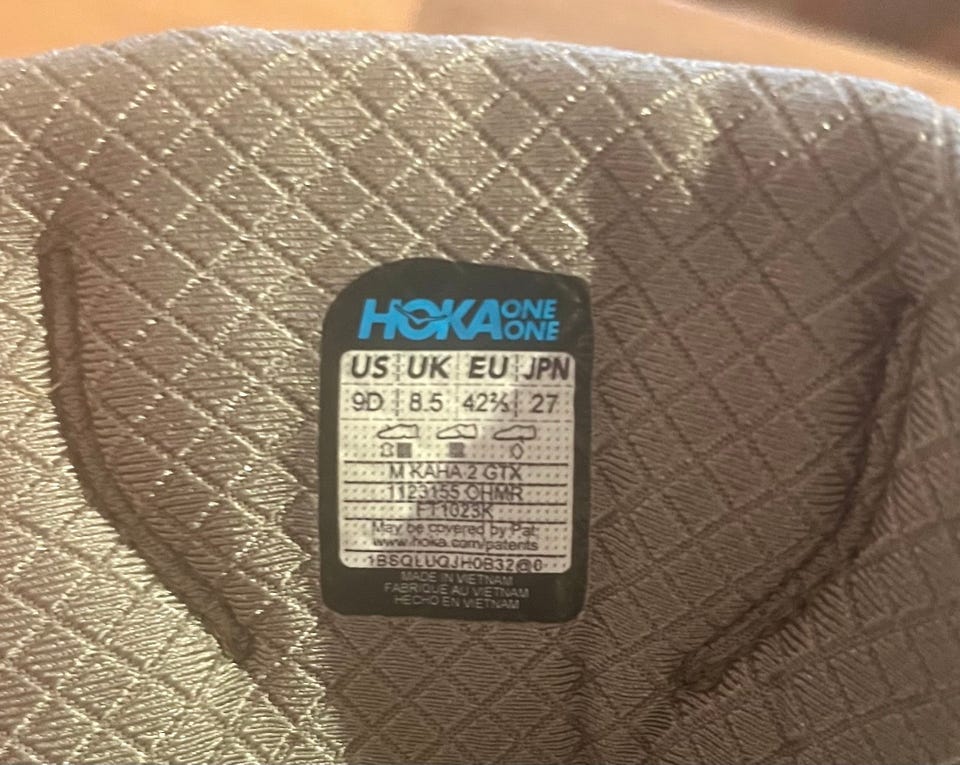 HOKA ONE ONE
US UK EU JPN
9D 8.5 42⅔ 27
M KAHA 2 GTX
1123155 OHMR
FT1023K
May be covered by Pat.
www.hoka.com/patents
1BSQLUQJH0B32@0
MADE IN VIETNAM
FABRIQUE AU VIETNAM
HECHO EN VIETNAM